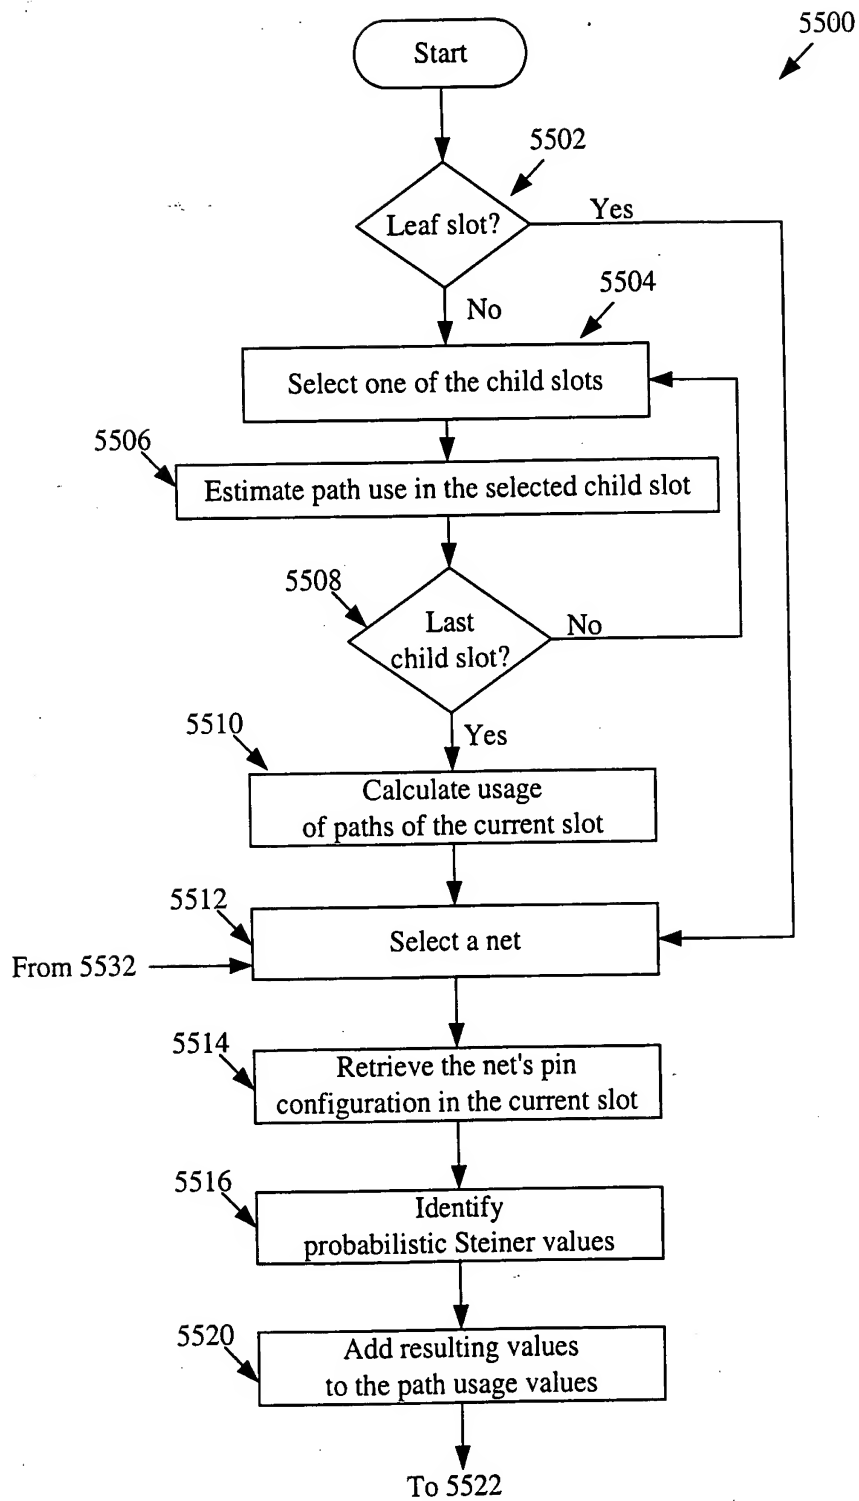 5500
Start
5502
Leaf slot?
Yes
No
5504
Select one of the child slots
5506
Estimate path use in the selected child slot
5508
Last
child slot?
No
Yes
5510
Calculate usage
of paths of the current slot
5512
Select a net
From 5532
5514
Retrieve the net's pin
configuration in the current slot
5516
Identify
probabilistic Steiner values
5520
Add resulting values
to the path usage values
To 5522